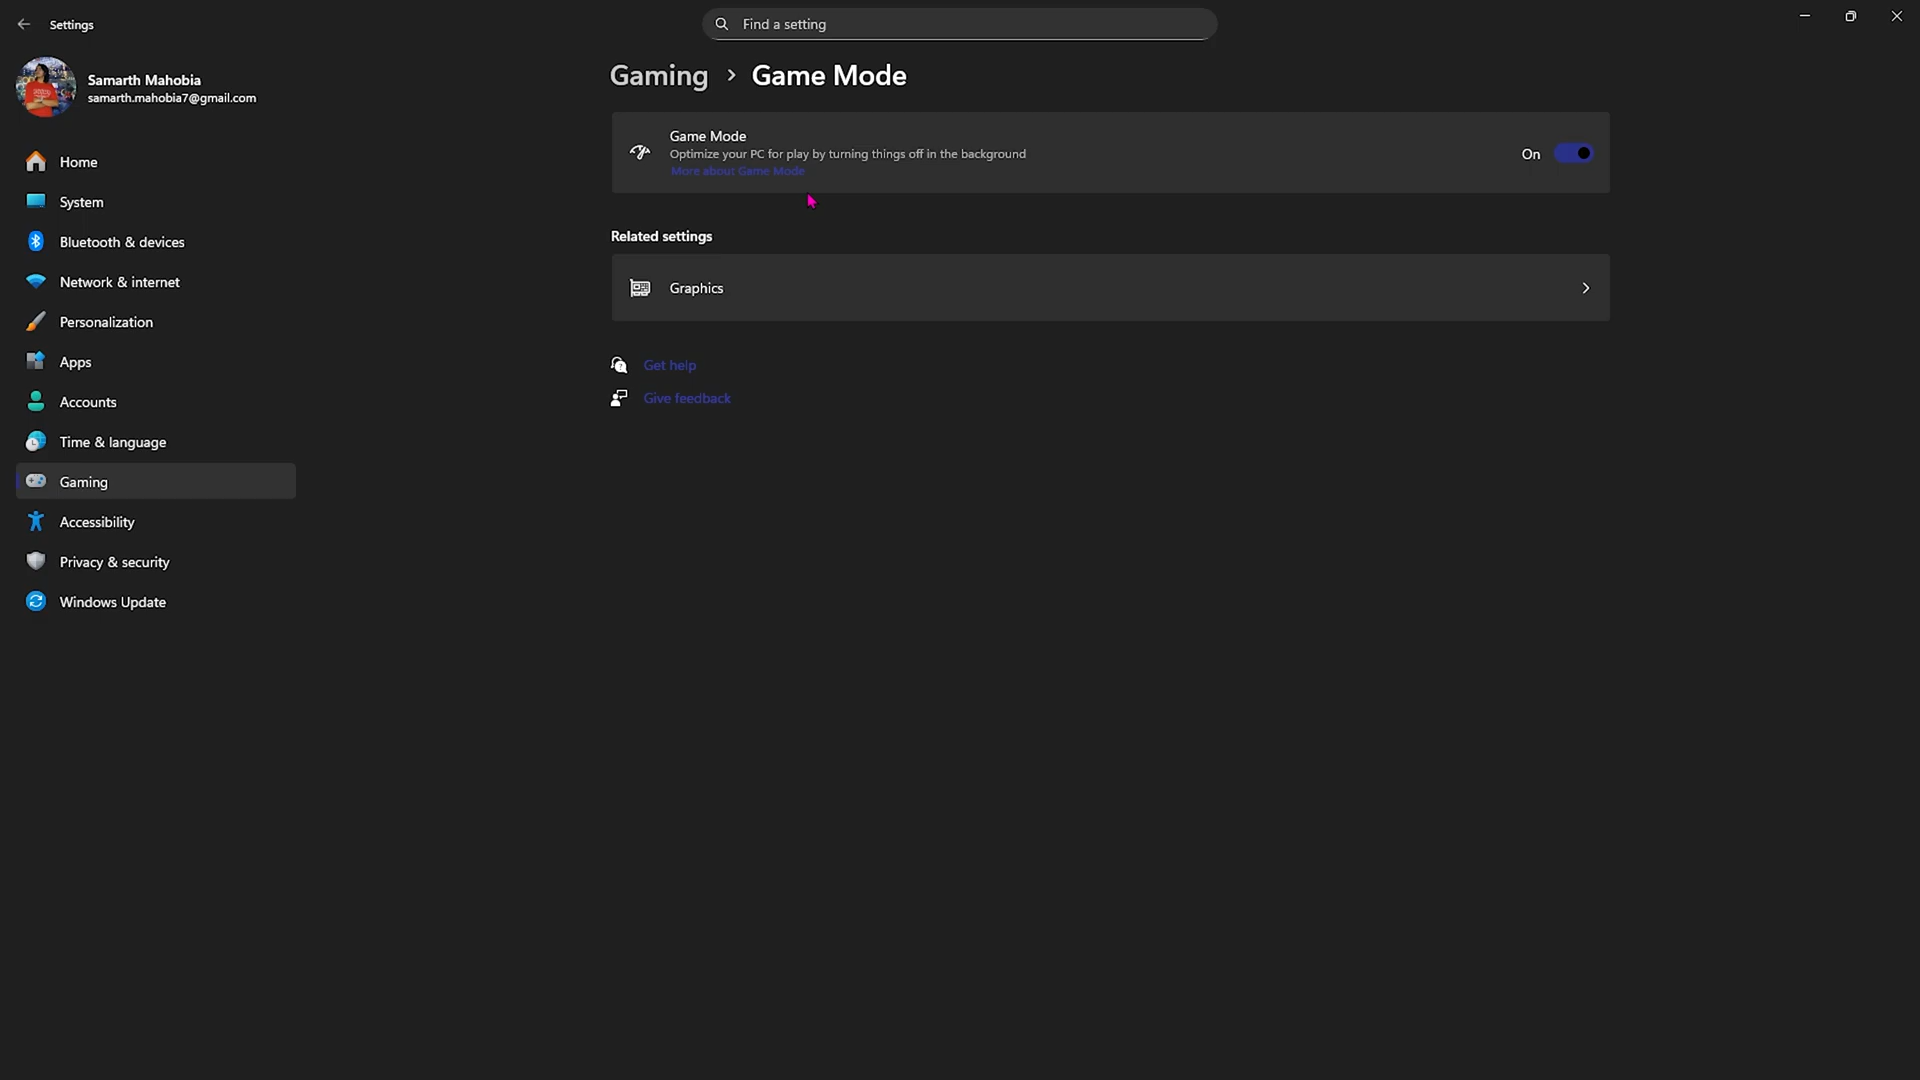 Settings
Find a setting
Samarth Mahobia
samarth.mahobia7@gmail.com
Home
System
Bluetooth & devices
Network & internet
Personalization
Apps
Accounts
Time & language
Gaming
Accessibility
Privacy & security
Windows Update
Gaming > Game Mode
Game Mode
Optimize your PC for play by turning things off in the background
More about Game Mode
On
Related settings
Graphics
Get help
Give feedback